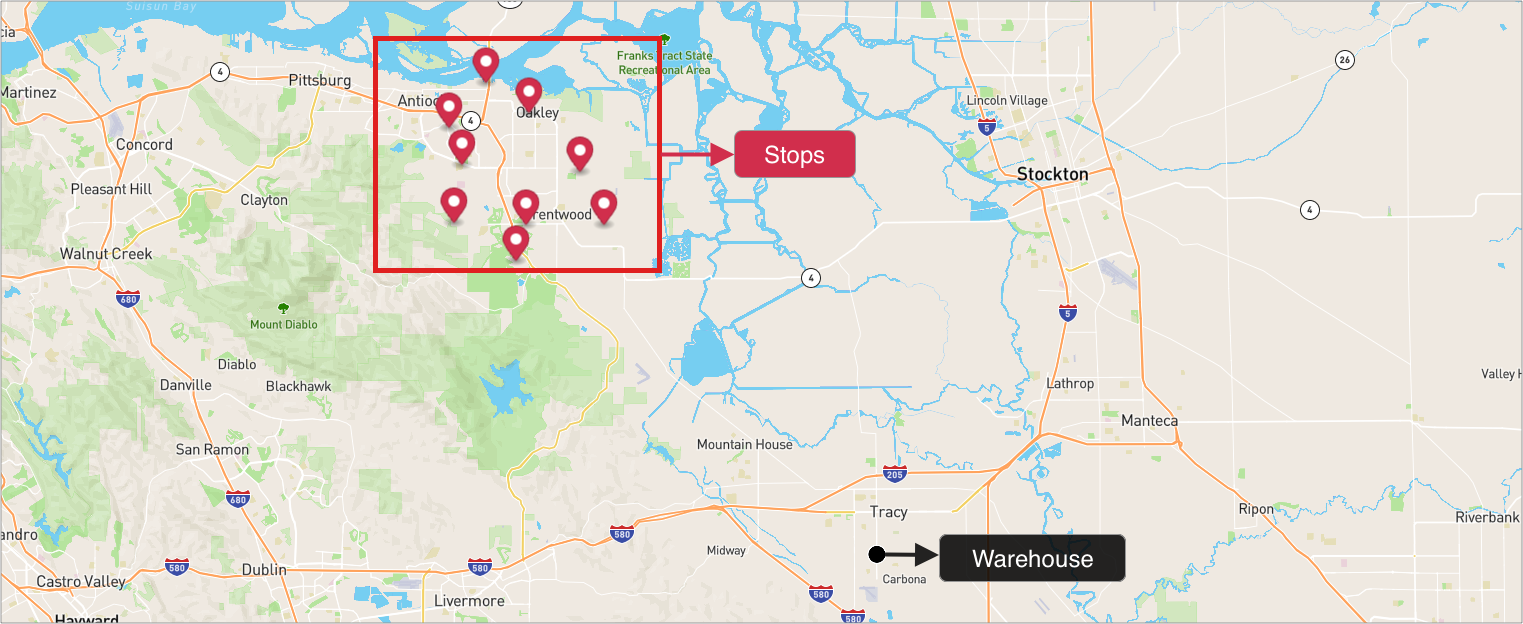 Suisun Bay
4
Pittsburg
Martinez
Antioc
4
Oakley
Franks Tract State
Recreational Area
Lincoln Village
26
5
Concord
Stops
Stockton
Pleasant Hill
Clayton
rentwood
4
Walnut Creek
4
680
5
Mount Diablo
Diablo
Danville
Blackhawk
Lathrop
Valley H
Manteca
San Ramon
Mountain House
205
680
Tracy
Ripon
Riverbank
andro
580
Midway
Warehouse
Dublin
580
580
Carbona
Castro Valley
Livermore
580
580
Hayward